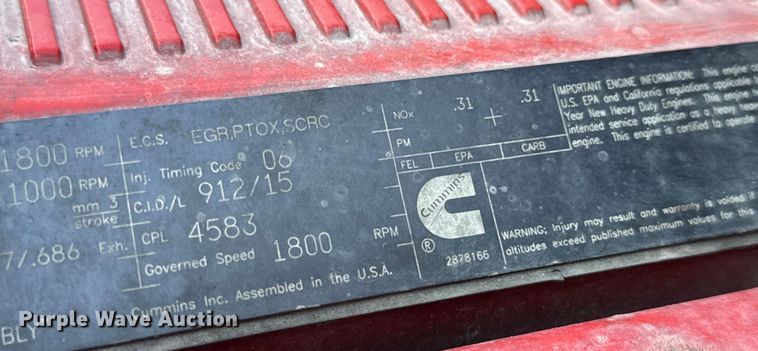 1800 RPM
1000 RPM
mm 3
stroke
7/.686 Exh.
BLY
E.C.S. EGR,PTOX,SCRC
Inj. Timing Code 06
C.I.D./L 912/15
CPL 4583
Governed Speed 1800 RPM
Cummins Inc. Assembled in the U.S.A.
NOx .31 + .31
PM
FEL EPA CARB
Cummins
®
2878166
IMPORTANT ENGINE INFORMATION: This engine
U.S. EPA and California regulations applicable
Year New Heavy Duty Engines. This engine
intended service application as a heavy
engine. This engine is certified to operate
WARNING: Injury may result and warranty is voided if
altitudes exceed published maximum values for this
Purple Wave Auction